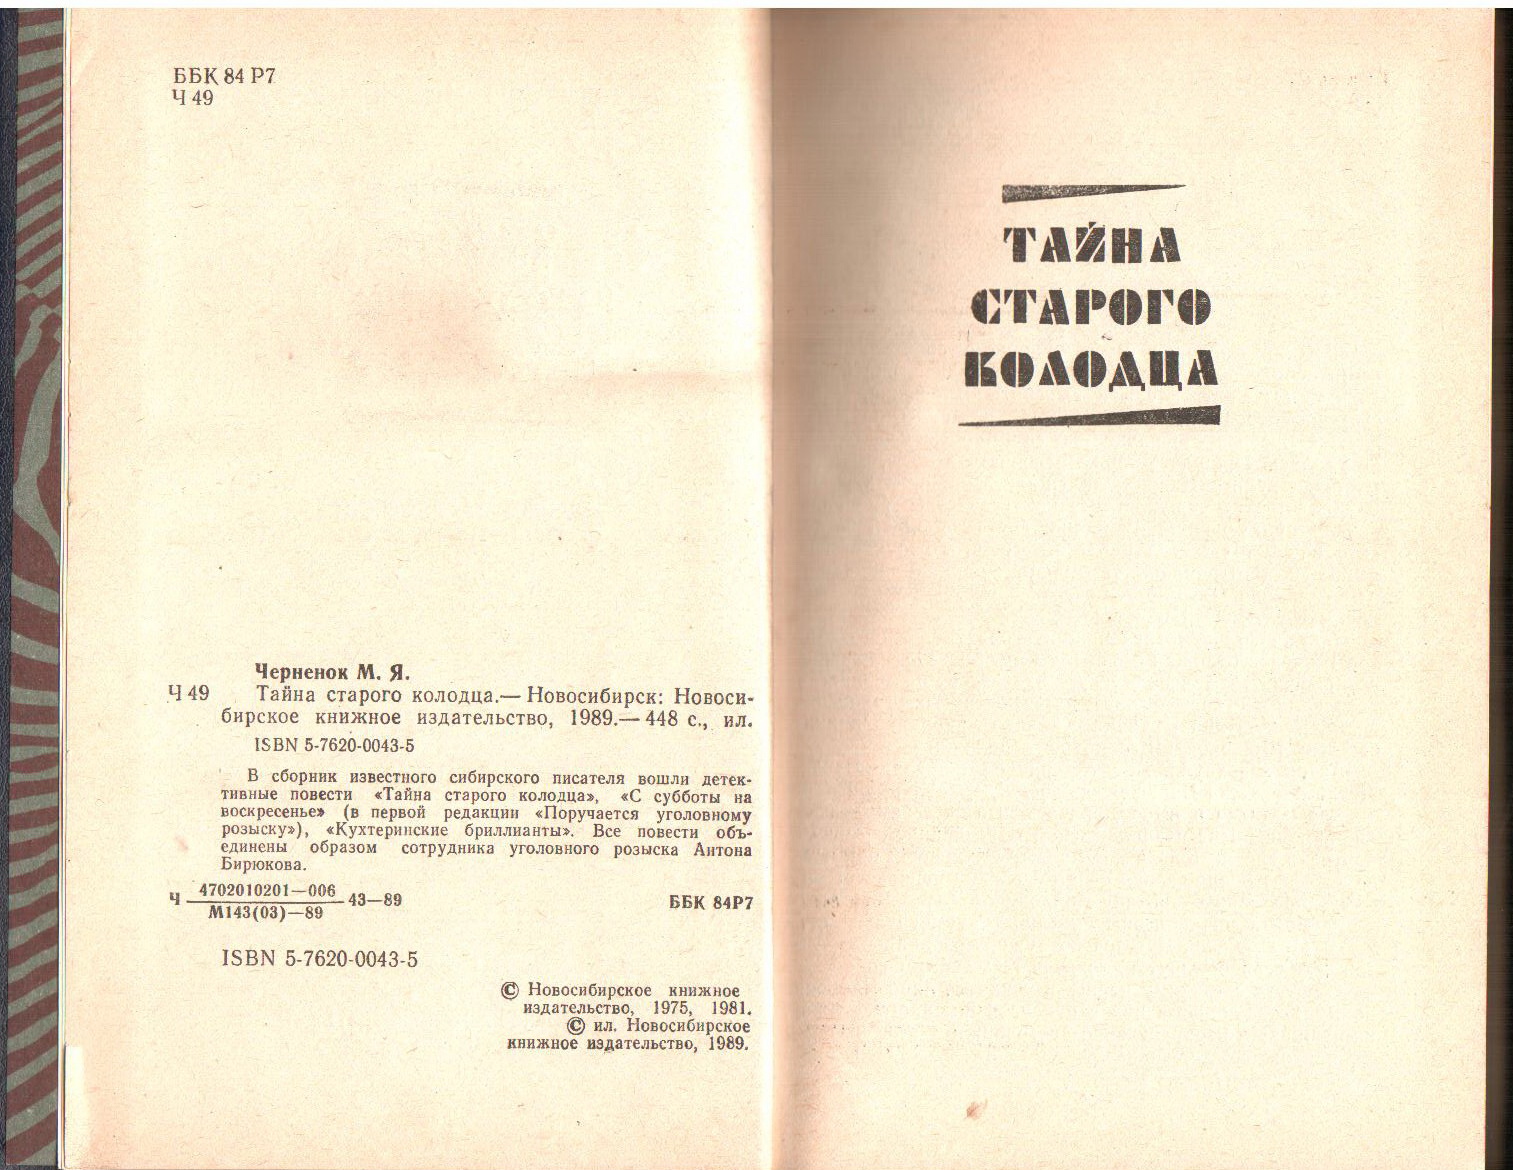 ББК 84 Р7
Ч 49
Черненок М. Я.
Ч 49 Тайна старого колодца.— Новосибирск: Новоси-
бирское книжное издательство, 1989.— 448 с., ил.
ISBN 5-7620-0043-5
В сборник известного сибирского писателя вошли детек-
тивные повести «Тайна старого колодца», «С субботы на
воскресенье» (в первой редакции «Поручается уголовному
розыску»), «Кухтеринские бриллианты». Все повести объ-
единены образом сотрудника уголовного розыска Антона
Бирюкова.
Ч 4702010201—006
М143(03)—89
43—89
ББК 84Р7
ISBN 5-7620-0043-5
© Новосибирское книжное
издательство, 1975, 1981.
© ил. Новосибирское
книжное издательство, 1989.
ТАЙНА
СТАРОГО
КОЛОДЦА